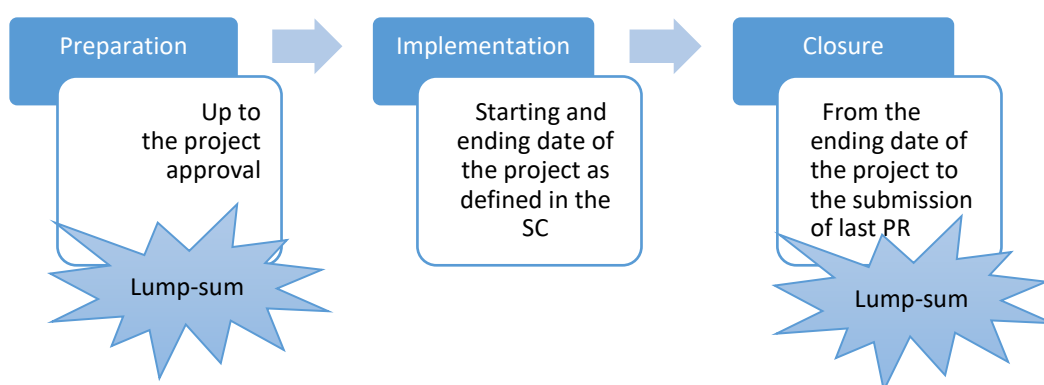 Preparation
Up to
the project
approval
Lump-sum
Implementation
Starting and
ending date of
the project as
defined in the
SC
Closure
From the
ending date of
the project to
the submission
of last PR
Lump-sum